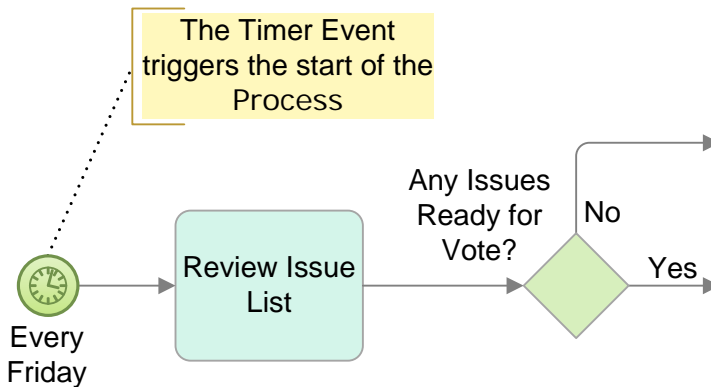 The Timer Event
triggers the start of the
Process
Any Issues
Ready for
Vote?
No
Yes
Review Issue
List
Every
Friday